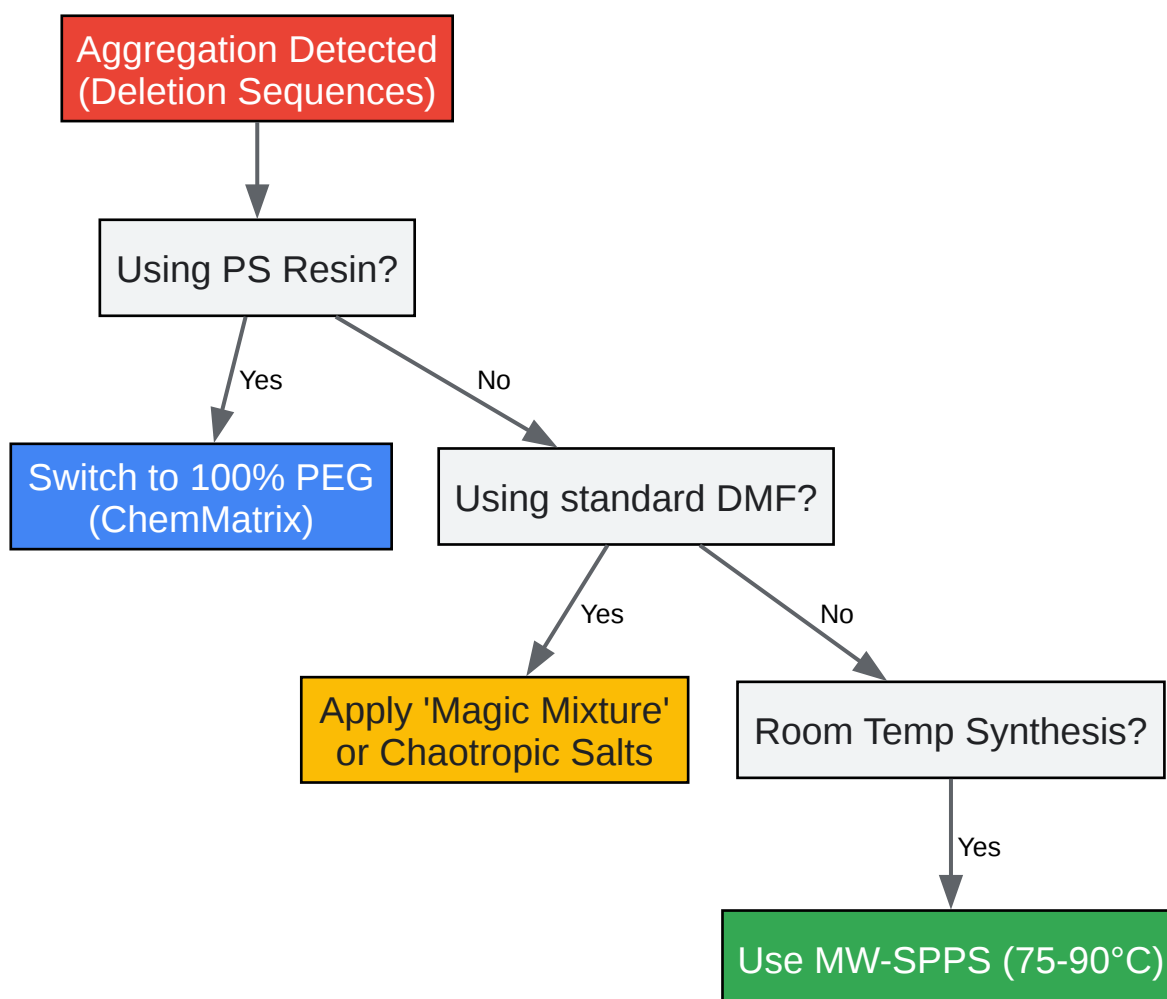 Aggregation Detected
(Deletion Sequences)
Using PS Resin?
Yes
No
Switch to 100% PEG
(ChemMatrix)
Using standard DMF?
Yes
No
Apply 'Magic Mixture'
or Chaotropic Salts
Room Temp Synthesis?
Yes
Use MW-SPPS (75-90°C)